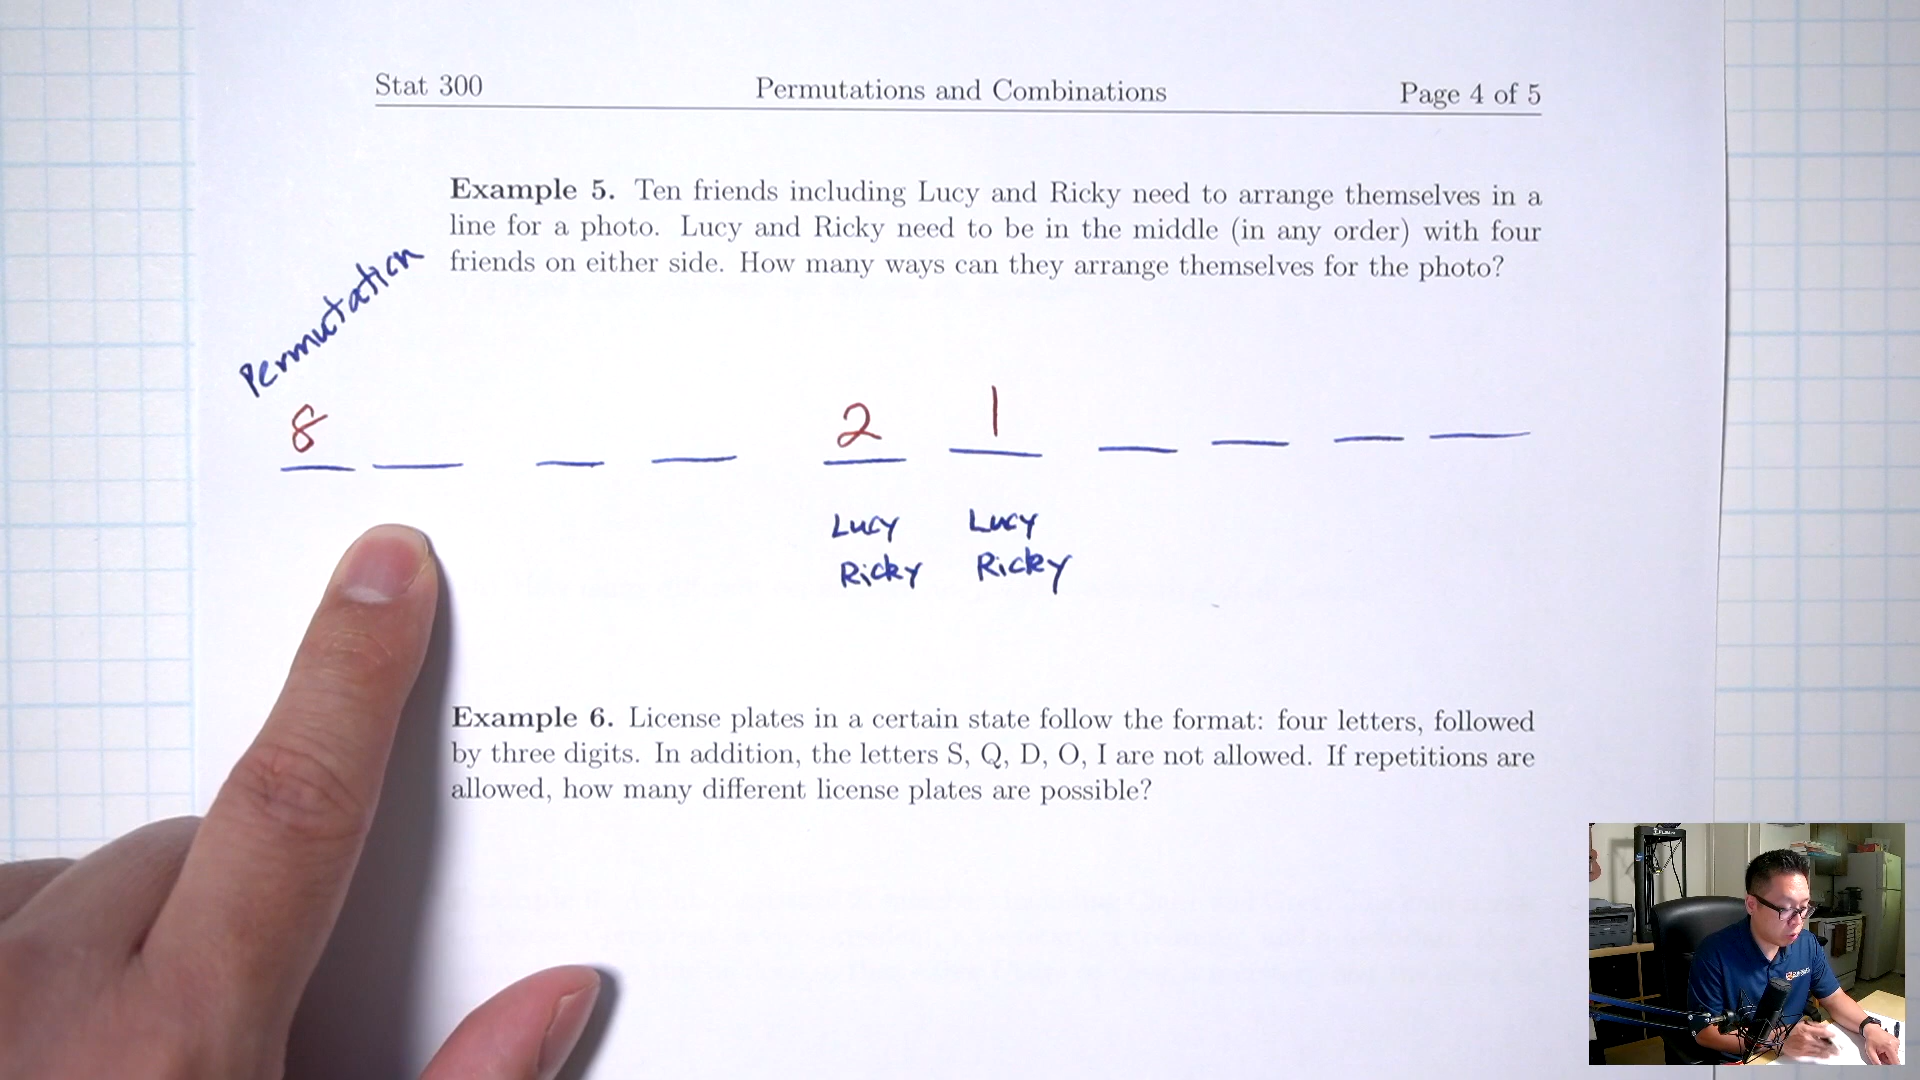 Stat 300 Permutations and Combinations Page 4 of 5
Example 5. Ten friends including Lucy and Ricky need to arrange themselves in a
line for a photo. Lucy and Ricky need to be in the middle (in any order) with four
friends on either side. How many ways can they arrange themselves for the photo?
Permutation
8 2 1
Lucy Lucy
Ricky Ricky
Example 6. License plates in a certain state follow the format: four letters, followed
by three digits. In addition, the letters S, Q, D, O, I are not allowed. If repetitions are
allowed, how many different license plates are possible?